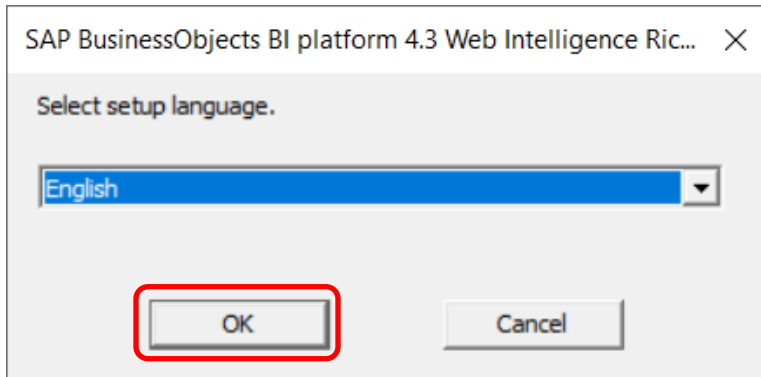 SAP BusinessObjects BI platform 4.3 Web Intelligence Ric...
Select setup language.
English
OK Cancel